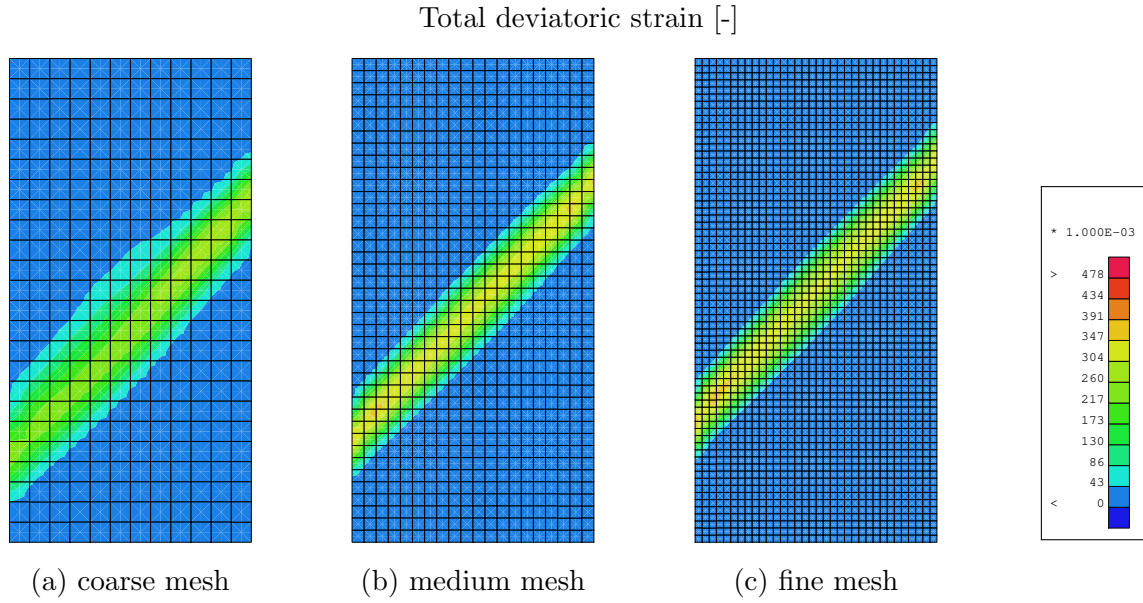 Total deviatoric strain [-]
* 1.000E-03
> 478
434
391
347
304
260
217
173
130
86
43
< 0
(a) coarse mesh
(b) medium mesh
(c) fine mesh